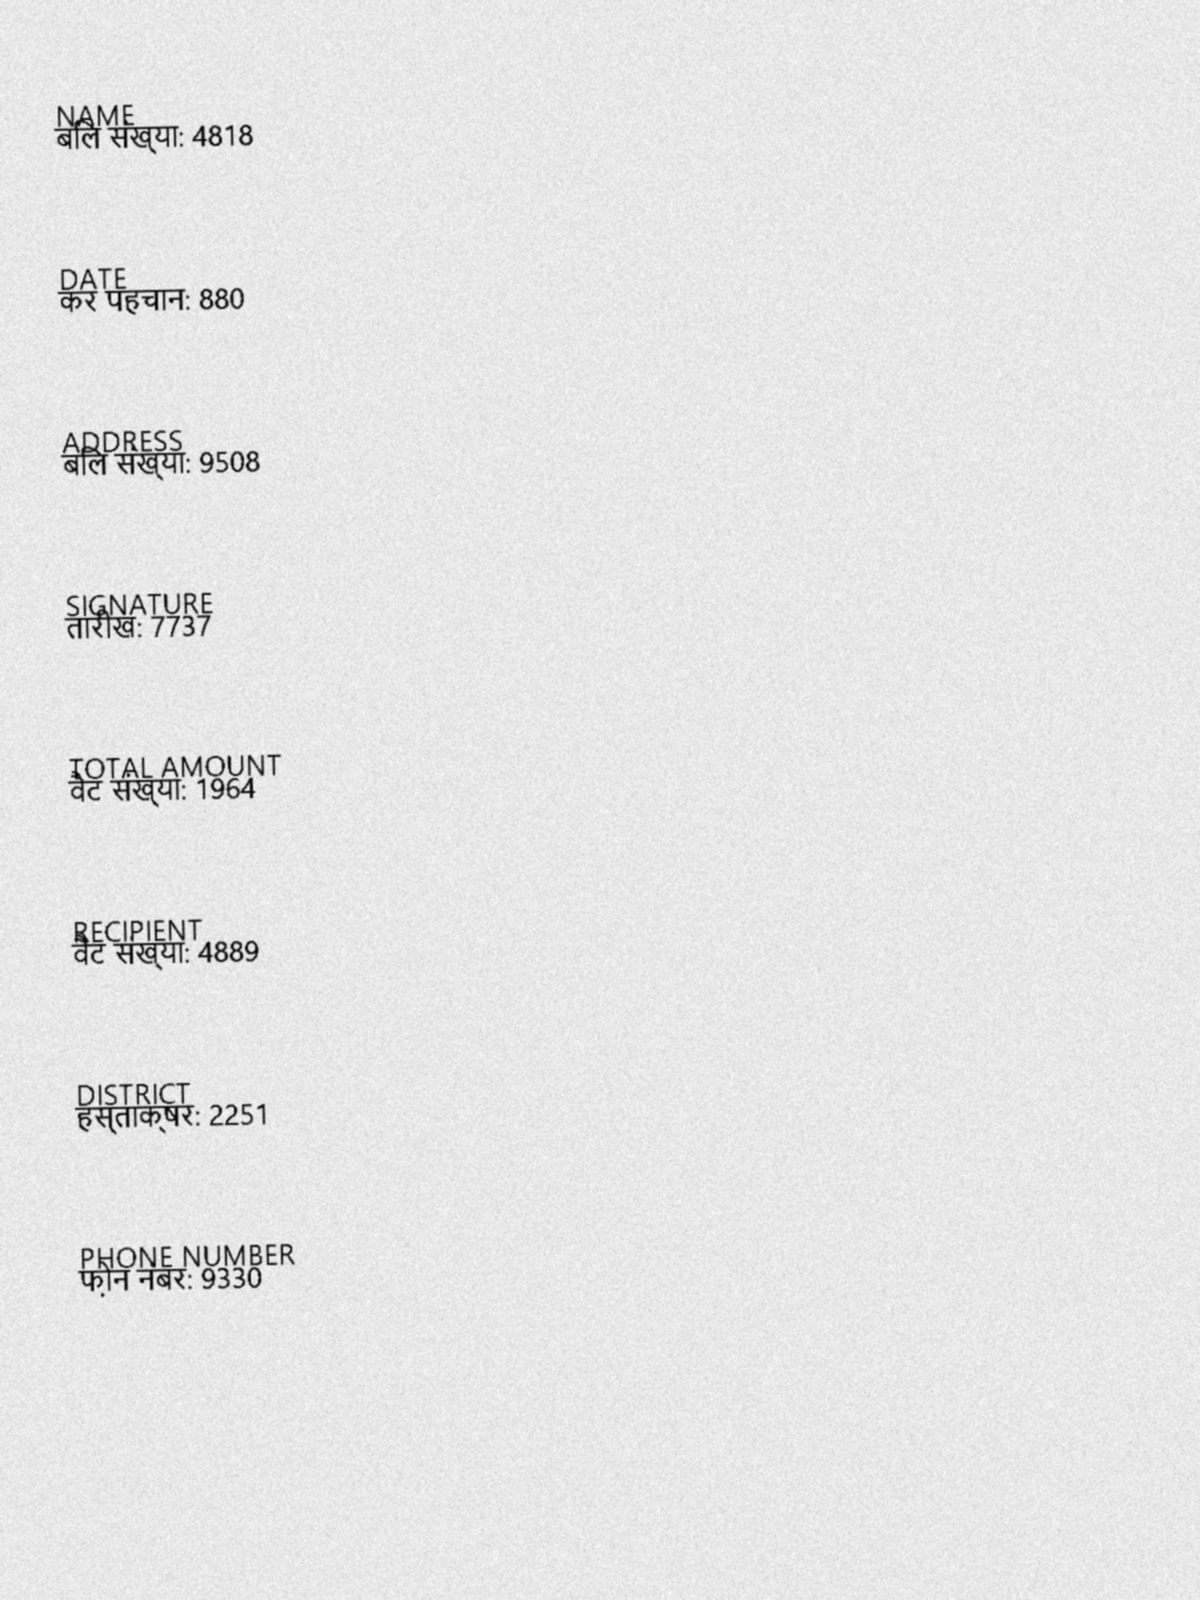 NAME
बिल संख्या: 4818
DATE
कर पहचान: 880
ADDRESS
बिल संख्या: 9508
SIGNATURE
तारीख: 7737
TOTAL AMOUNT
वैट संख्या: 1964
RECIPIENT
वैट संख्या: 4889
DISTRICT
हस्ताक्षर: 2251
PHONE NUMBER
फ़ोन नंबर: 9330